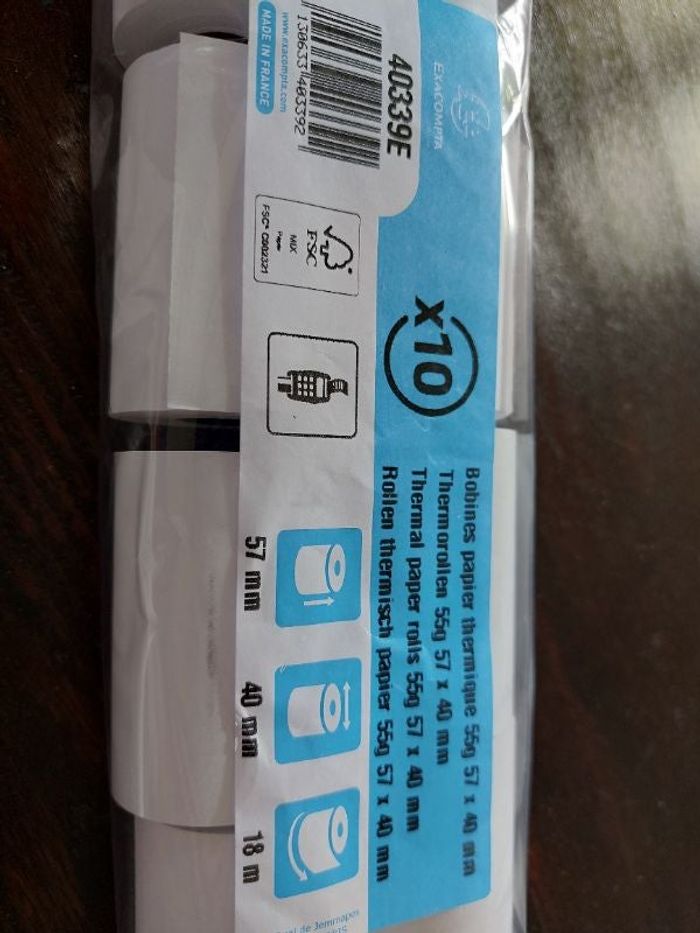 EXACOMPTA
40339E
130633 403392
www.exacompta.com
MADE IN FRANCE
FSC
MIX
Paper
FSC® C002321
x10
Bobines papier thermique 55g 57 x 40 mm
Thermorollen 55g 57 x 40 mm
Thermal paper rolls 55g 57 x 40 mm
Rollen thermisch papier 55g 57 x 40 mm
57 mm
40 mm
18 m